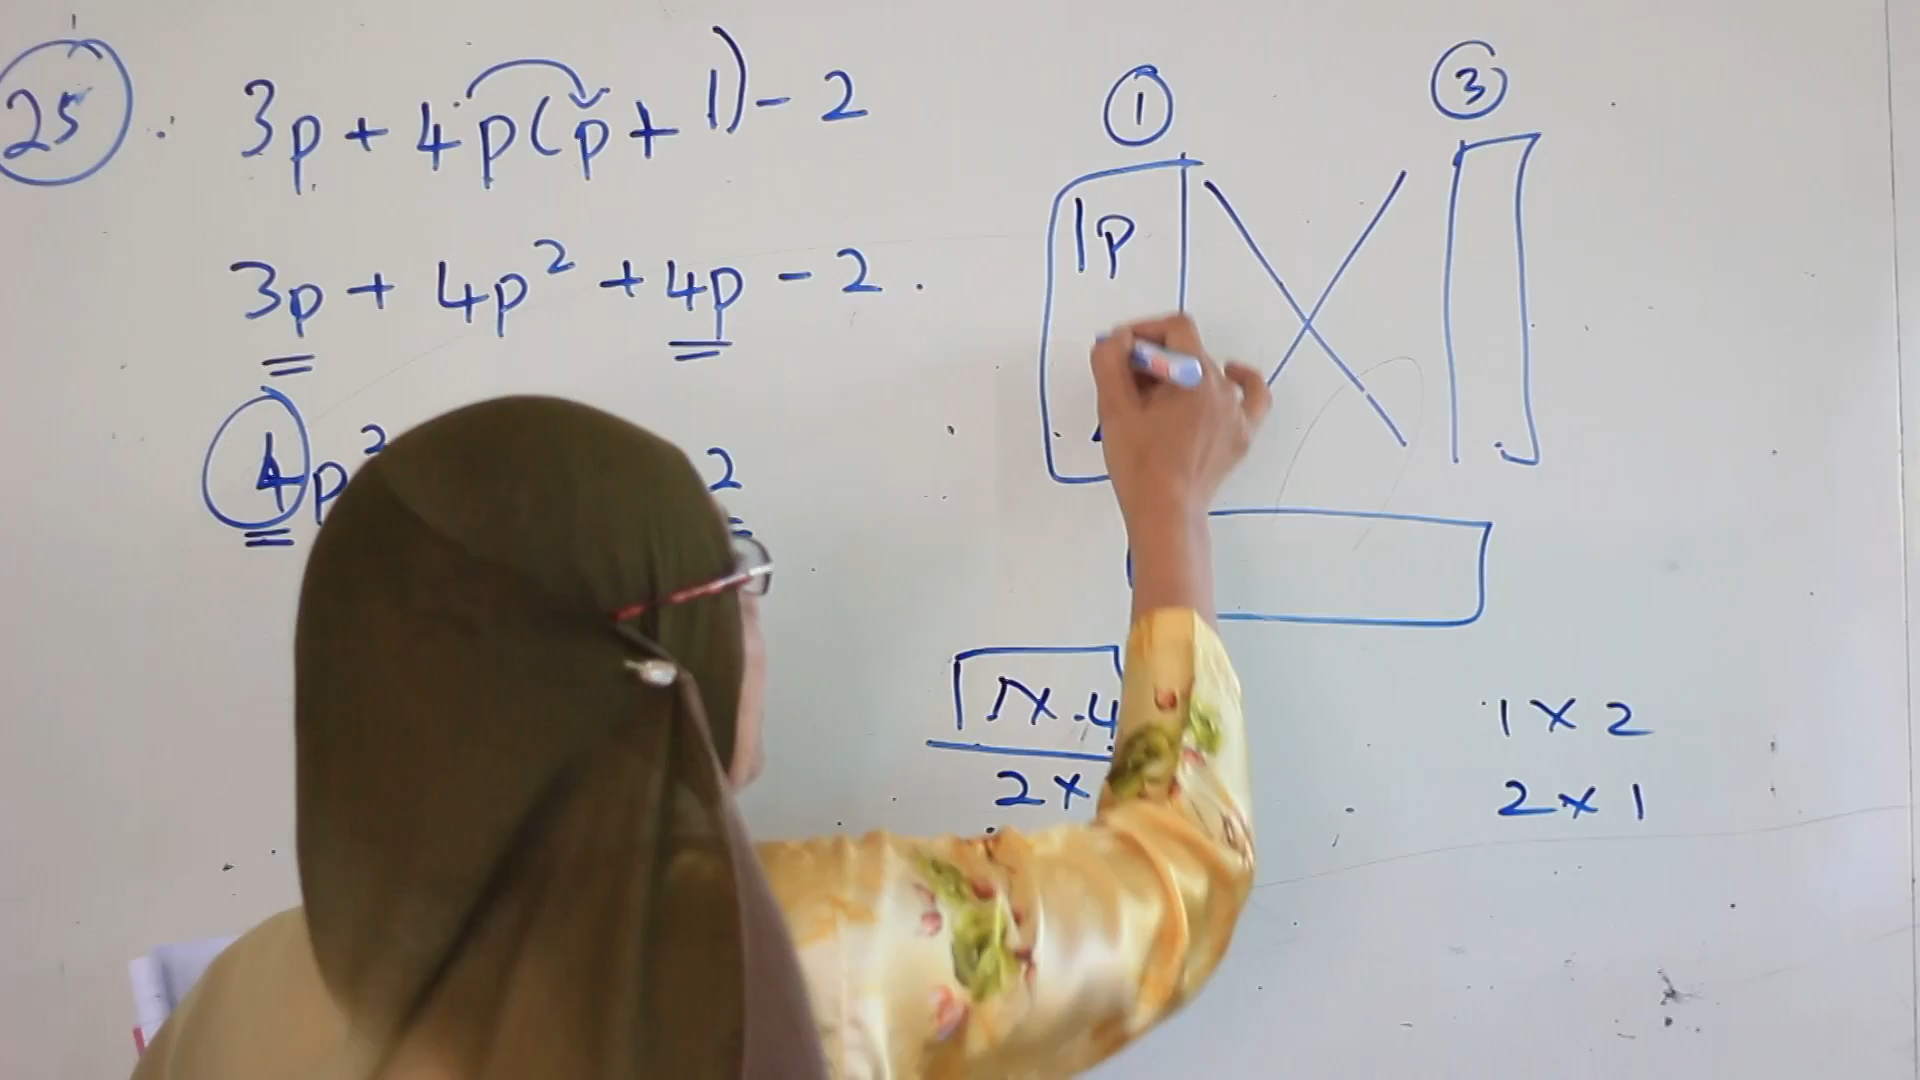 25. 3p + 4p(p + 1) - 2
3p + 4p² + 4p - 2.
4p² 2
1 3
1p
1 x 4
2 x
1 x 2
2 x 1